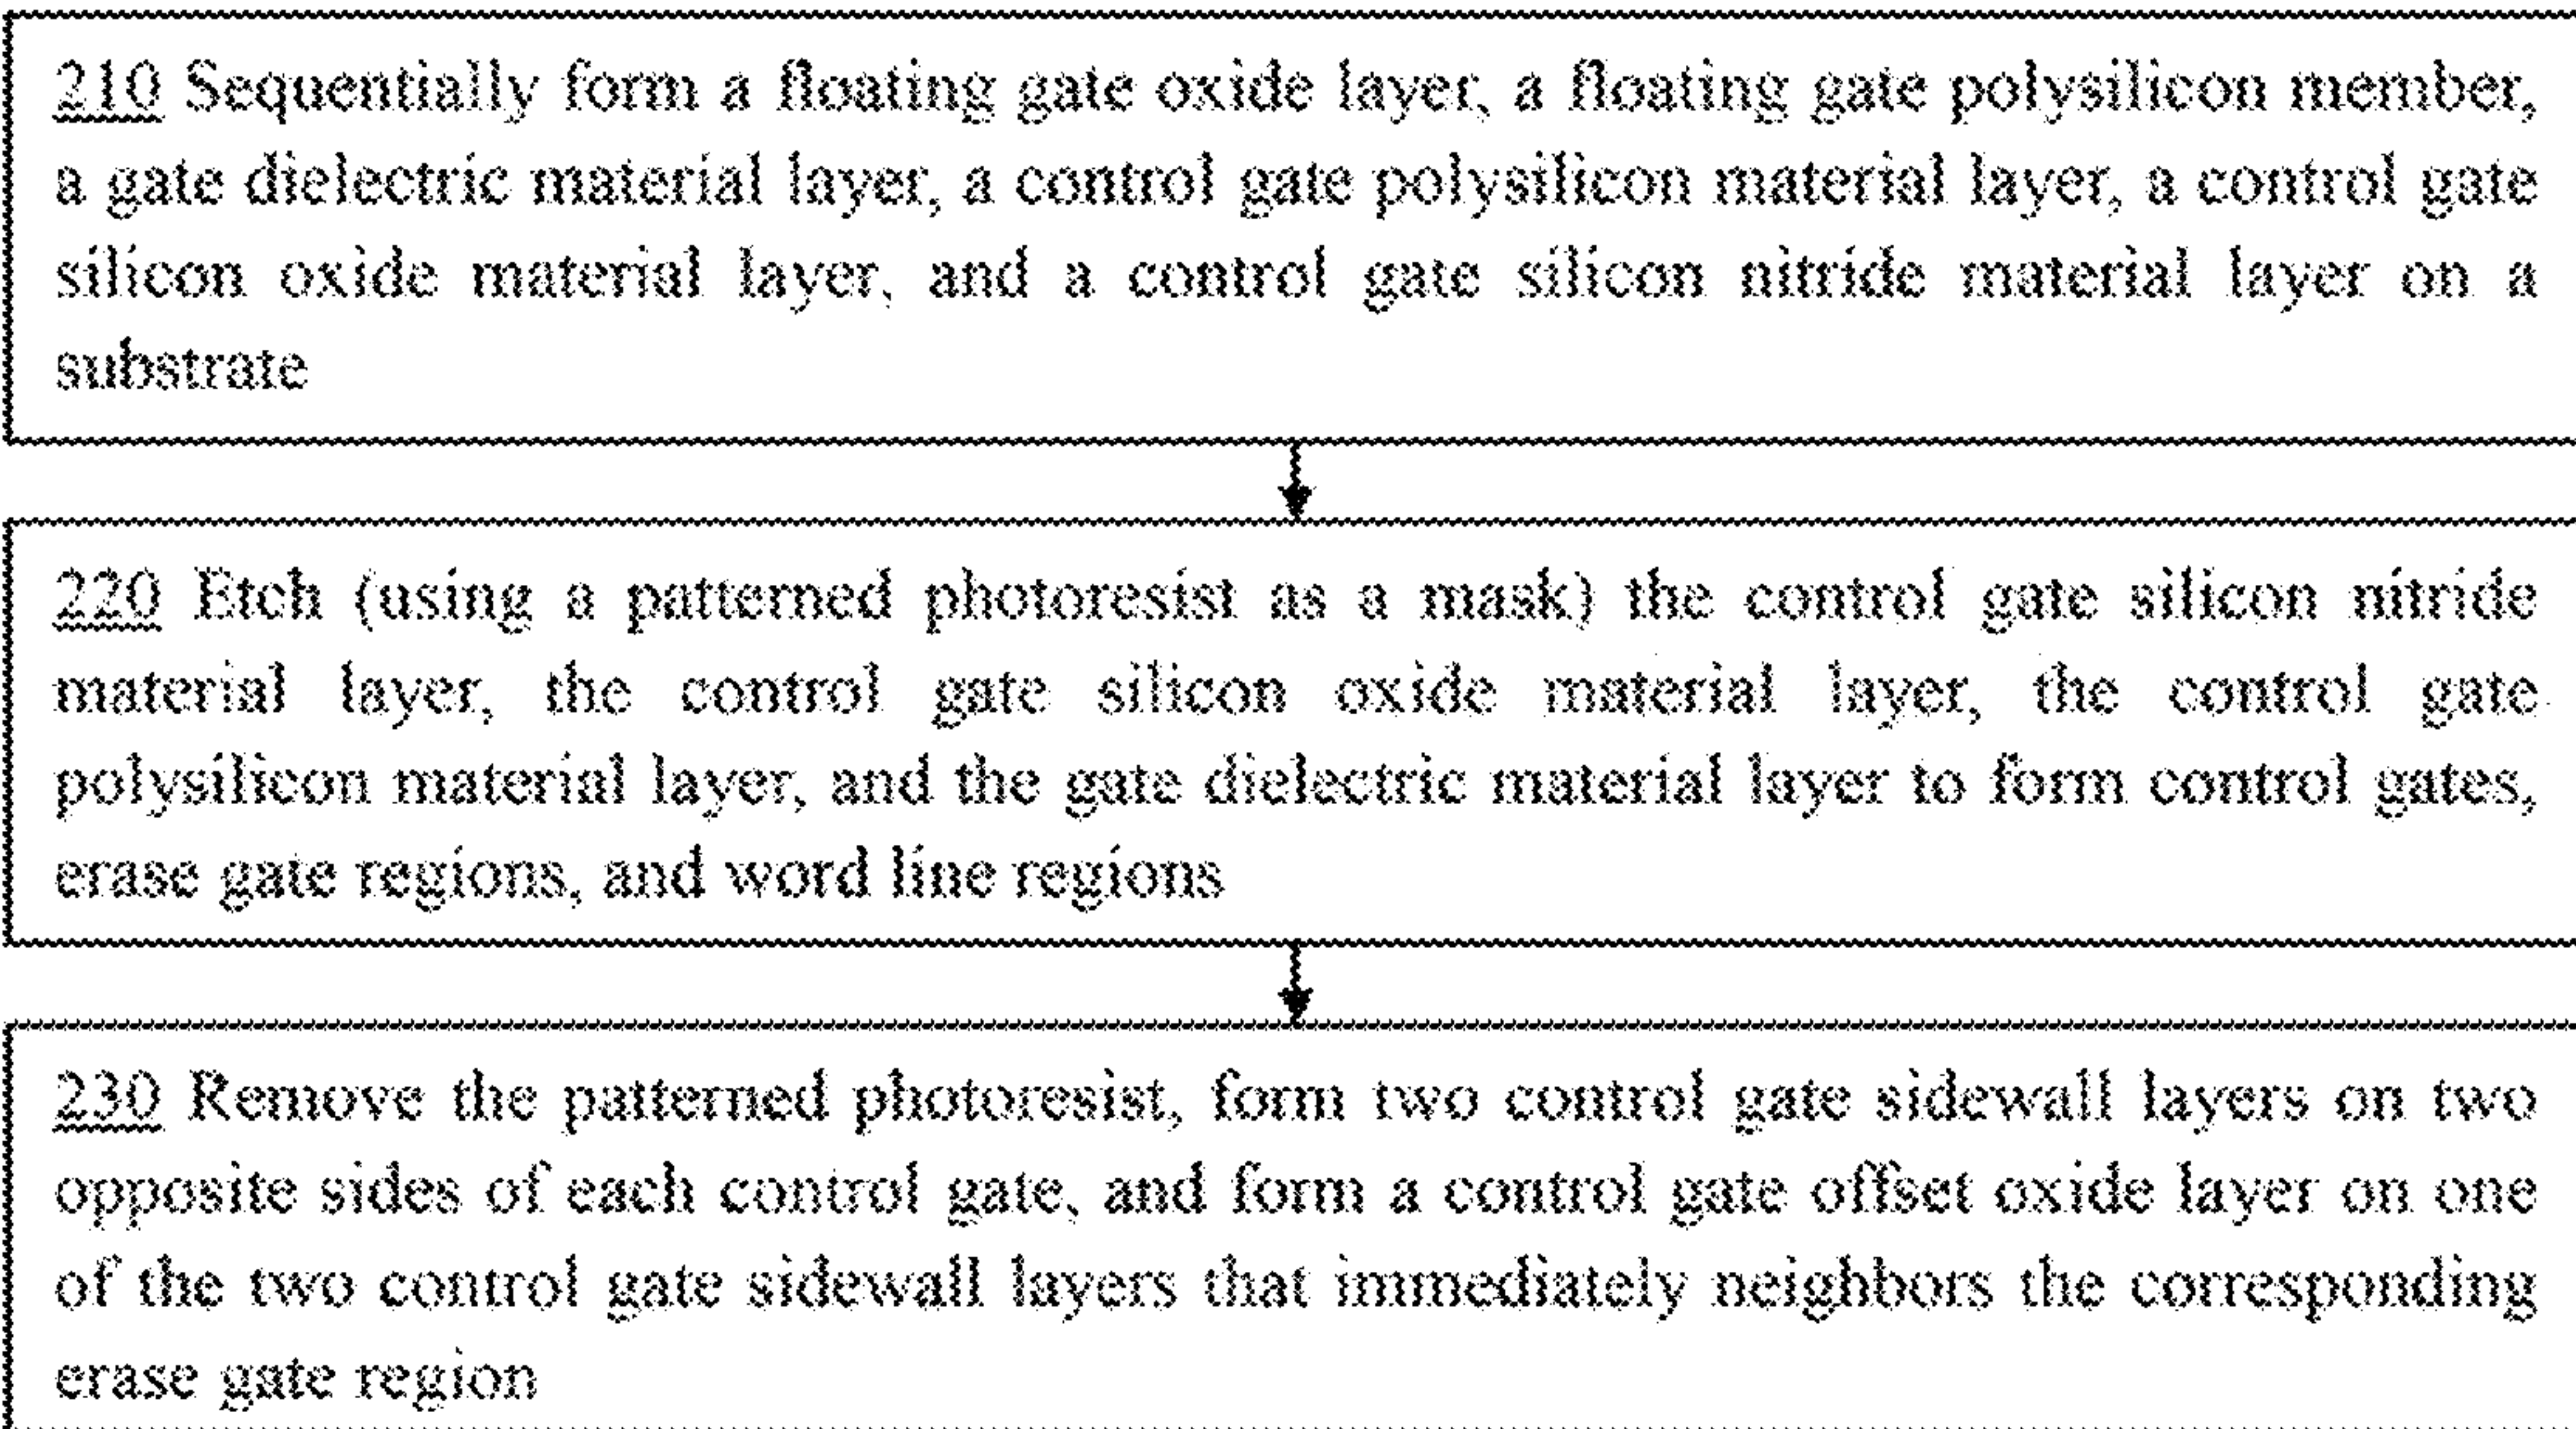 210 Sequentially form a floating gate oxide layer, a floating gate polysilicon member,
a gate dielectric material layer, a control gate polysilicon material layer, a control gate
silicon oxide material layer, and a control gate silicon nitride material layer on a
substrate
220 Etch (using a patterned photoresist as a mask) the control gate silicon nitride
material layer, the control gate silicon oxide material layer, the control gate
polysilicon material layer, and the gate dielectric material layer to form control gates,
erase gate regions, and word line regions
230 Remove the patterned photoresist, form two control gate sidewall layers on two
opposite sides of each control gate, and form a control gate offset oxide layer on one
of the two control gate sidewall layers that immediately neighbors the corresponding
erase gate region